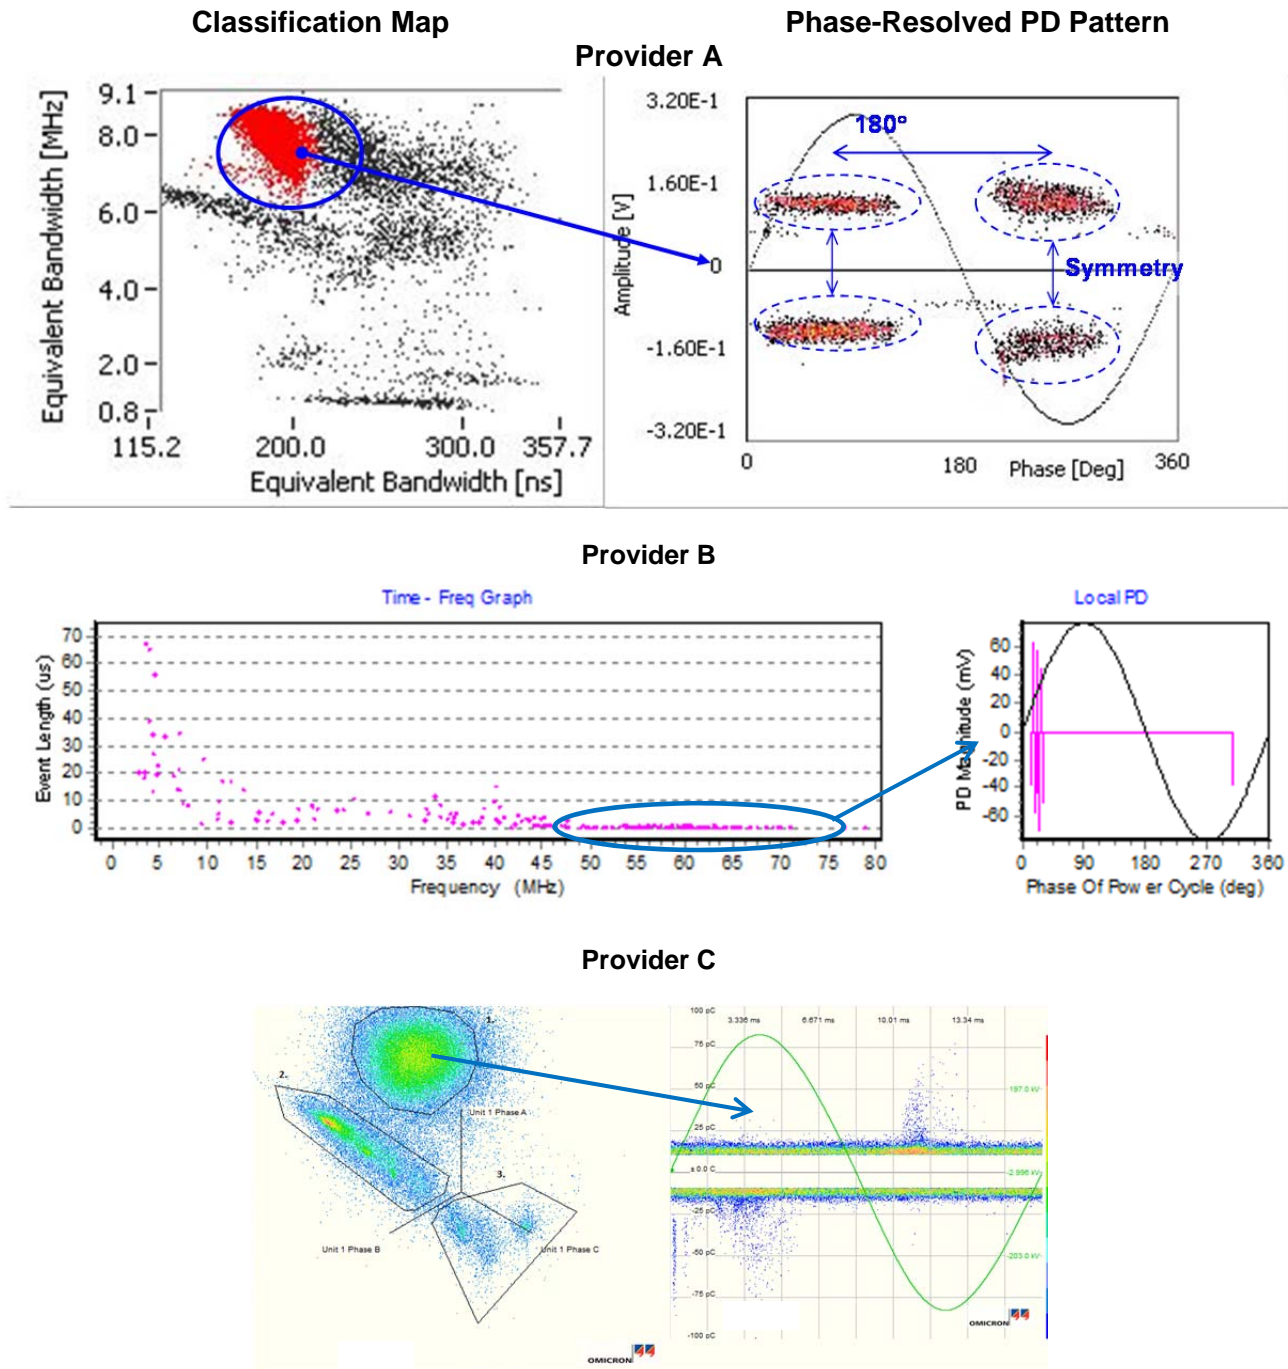 Classification Map
Phase-Resolved PD Pattern
Provider A
Equivalent Bandwidth [MHz]
9.1
8.0
6.0
4.0
2.0
0.8
115.2
200.0
300.0
357.7
Equivalent Bandwidth [ns]
Amplitude [V]
3.20E-1
1.60E-1
0
-1.60E-1
-3.20E-1
180°
Symmetry
0
180
Phase [Deg]
360
Provider B
Time - Freq Graph
Event Length (us)
70
60
50
40
30
20
10
0
0 5 10 15 20 25 30 35 40 45 50 55 60 65 70 75 80
Frequency (MHz)
Local PD
PD Magnitude (mV)
60
40
20
0
-20
-40
-60
0 90 180 270 360
Phase Of Pow er Cycle (deg)
Provider C
1.
2.
3.
Unit 1 Phase A
Unit 1 Phase B
Unit 1 Phase C
OMICRON
100 pC
75 pC
50 pC
25 pC
± 0.0 C
-25 pC
-50 pC
-75 pC
-100 pC
3.336 ms
6.671 ms
10.01 ms
13.34 ms
197.0 kV
-2.996 kV
-203.0 kV
OMICRON